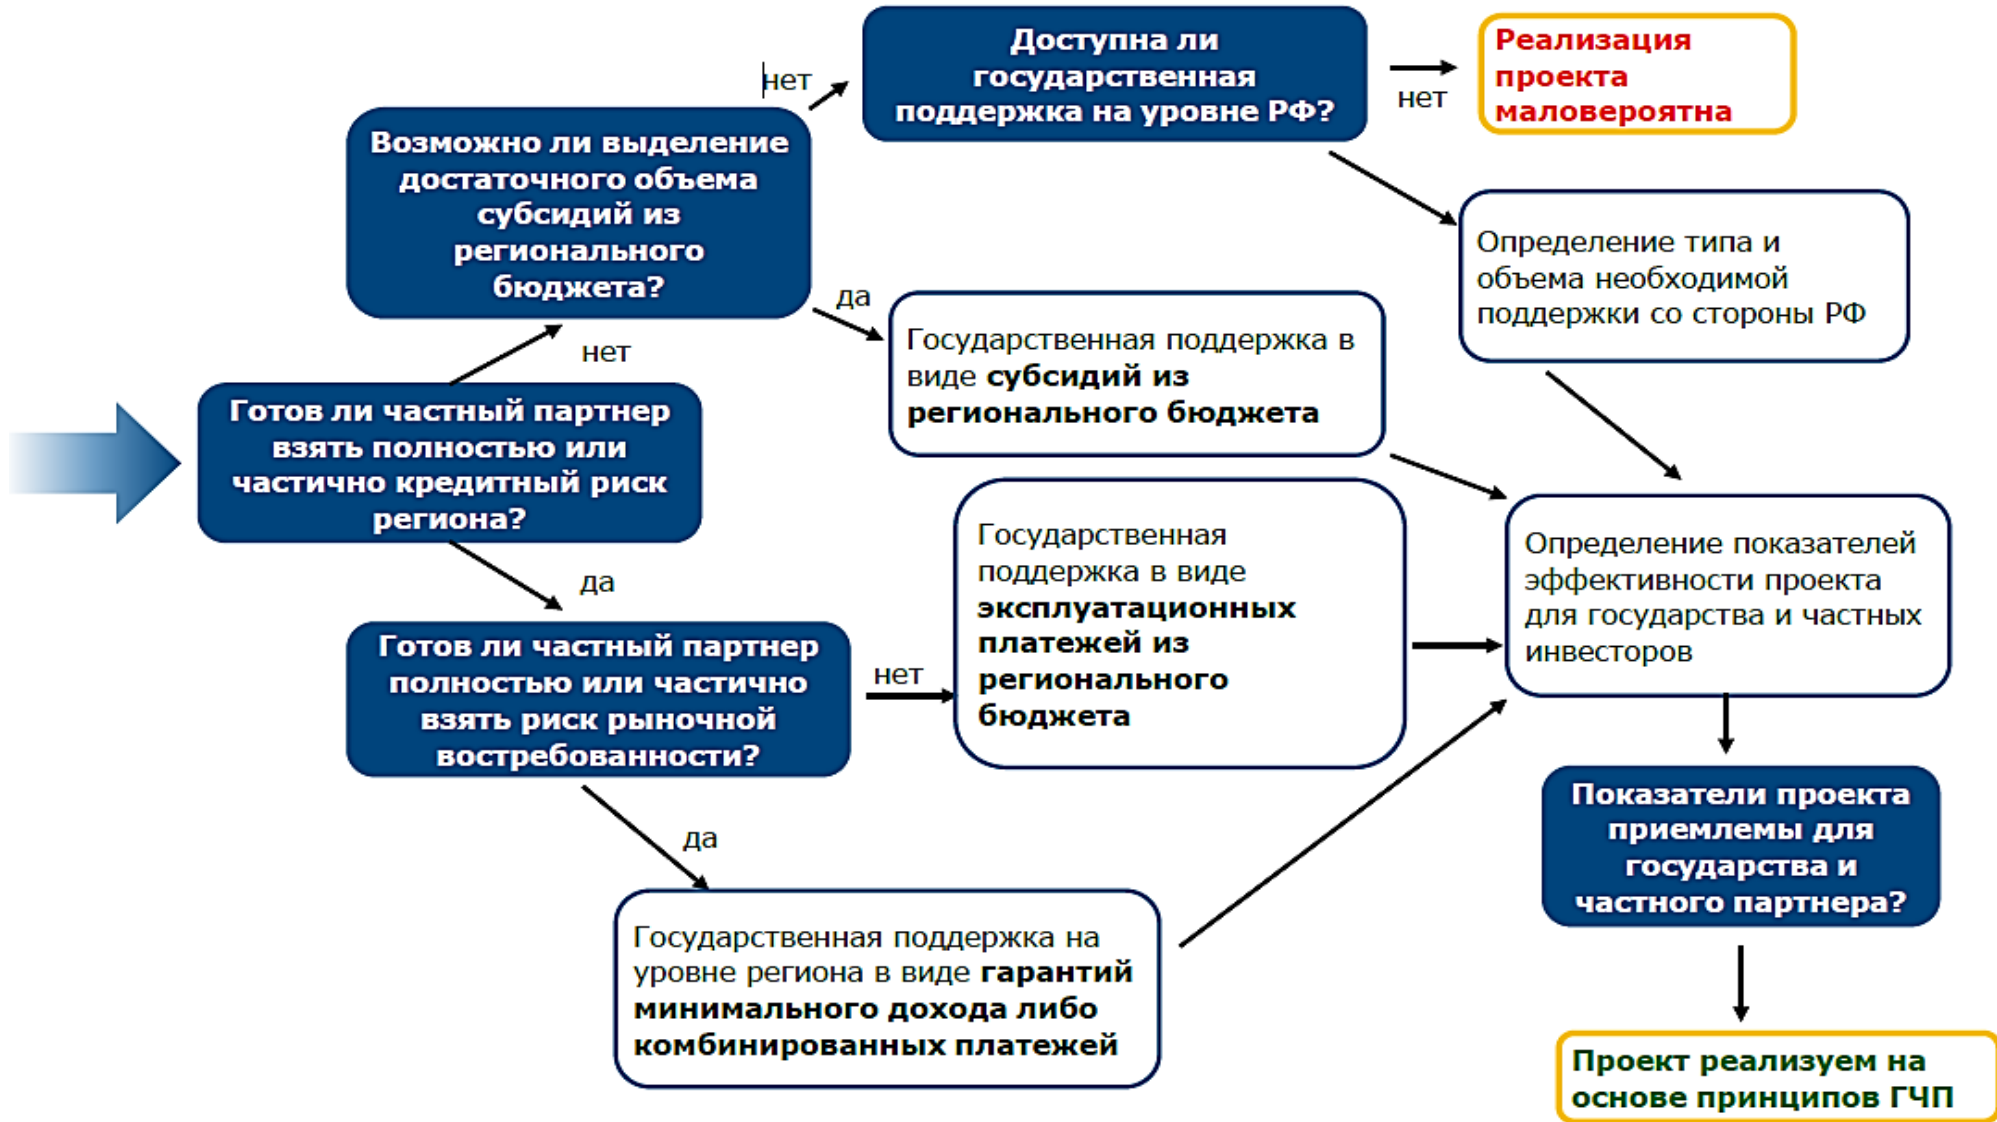 Доступна ли
государственная
поддержка на уровне РФ?
нет
Реализация
проекта
маловероятна
нет
Возможно ли выделение
достаточного объема
субсидий из
регионального
бюджета?
Определение типа и
объема необходимой
поддержки со стороны РФ
да
Государственная поддержка в
виде субсидий из
регионального бюджета
нет
Готов ли частный партнер
взять полностью или
частично кредитный риск
региона?
да
Государственная
поддержка в виде
эксплуатационных
платежей из
регионального
бюджета
Определение показателей
эффективности проекта
для государства и частных
инвесторов
Готов ли частный партнер
полностью или частично
взять риск рыночной
востребованности?
нет
да
Показатели проекта
приемлемы для
государства и
частного партнера?
Государственная поддержка на
уровне региона в виде гарантий
минимального дохода либо
комбинированных платежей
Проект реализуем на
основе принципов ГЧП